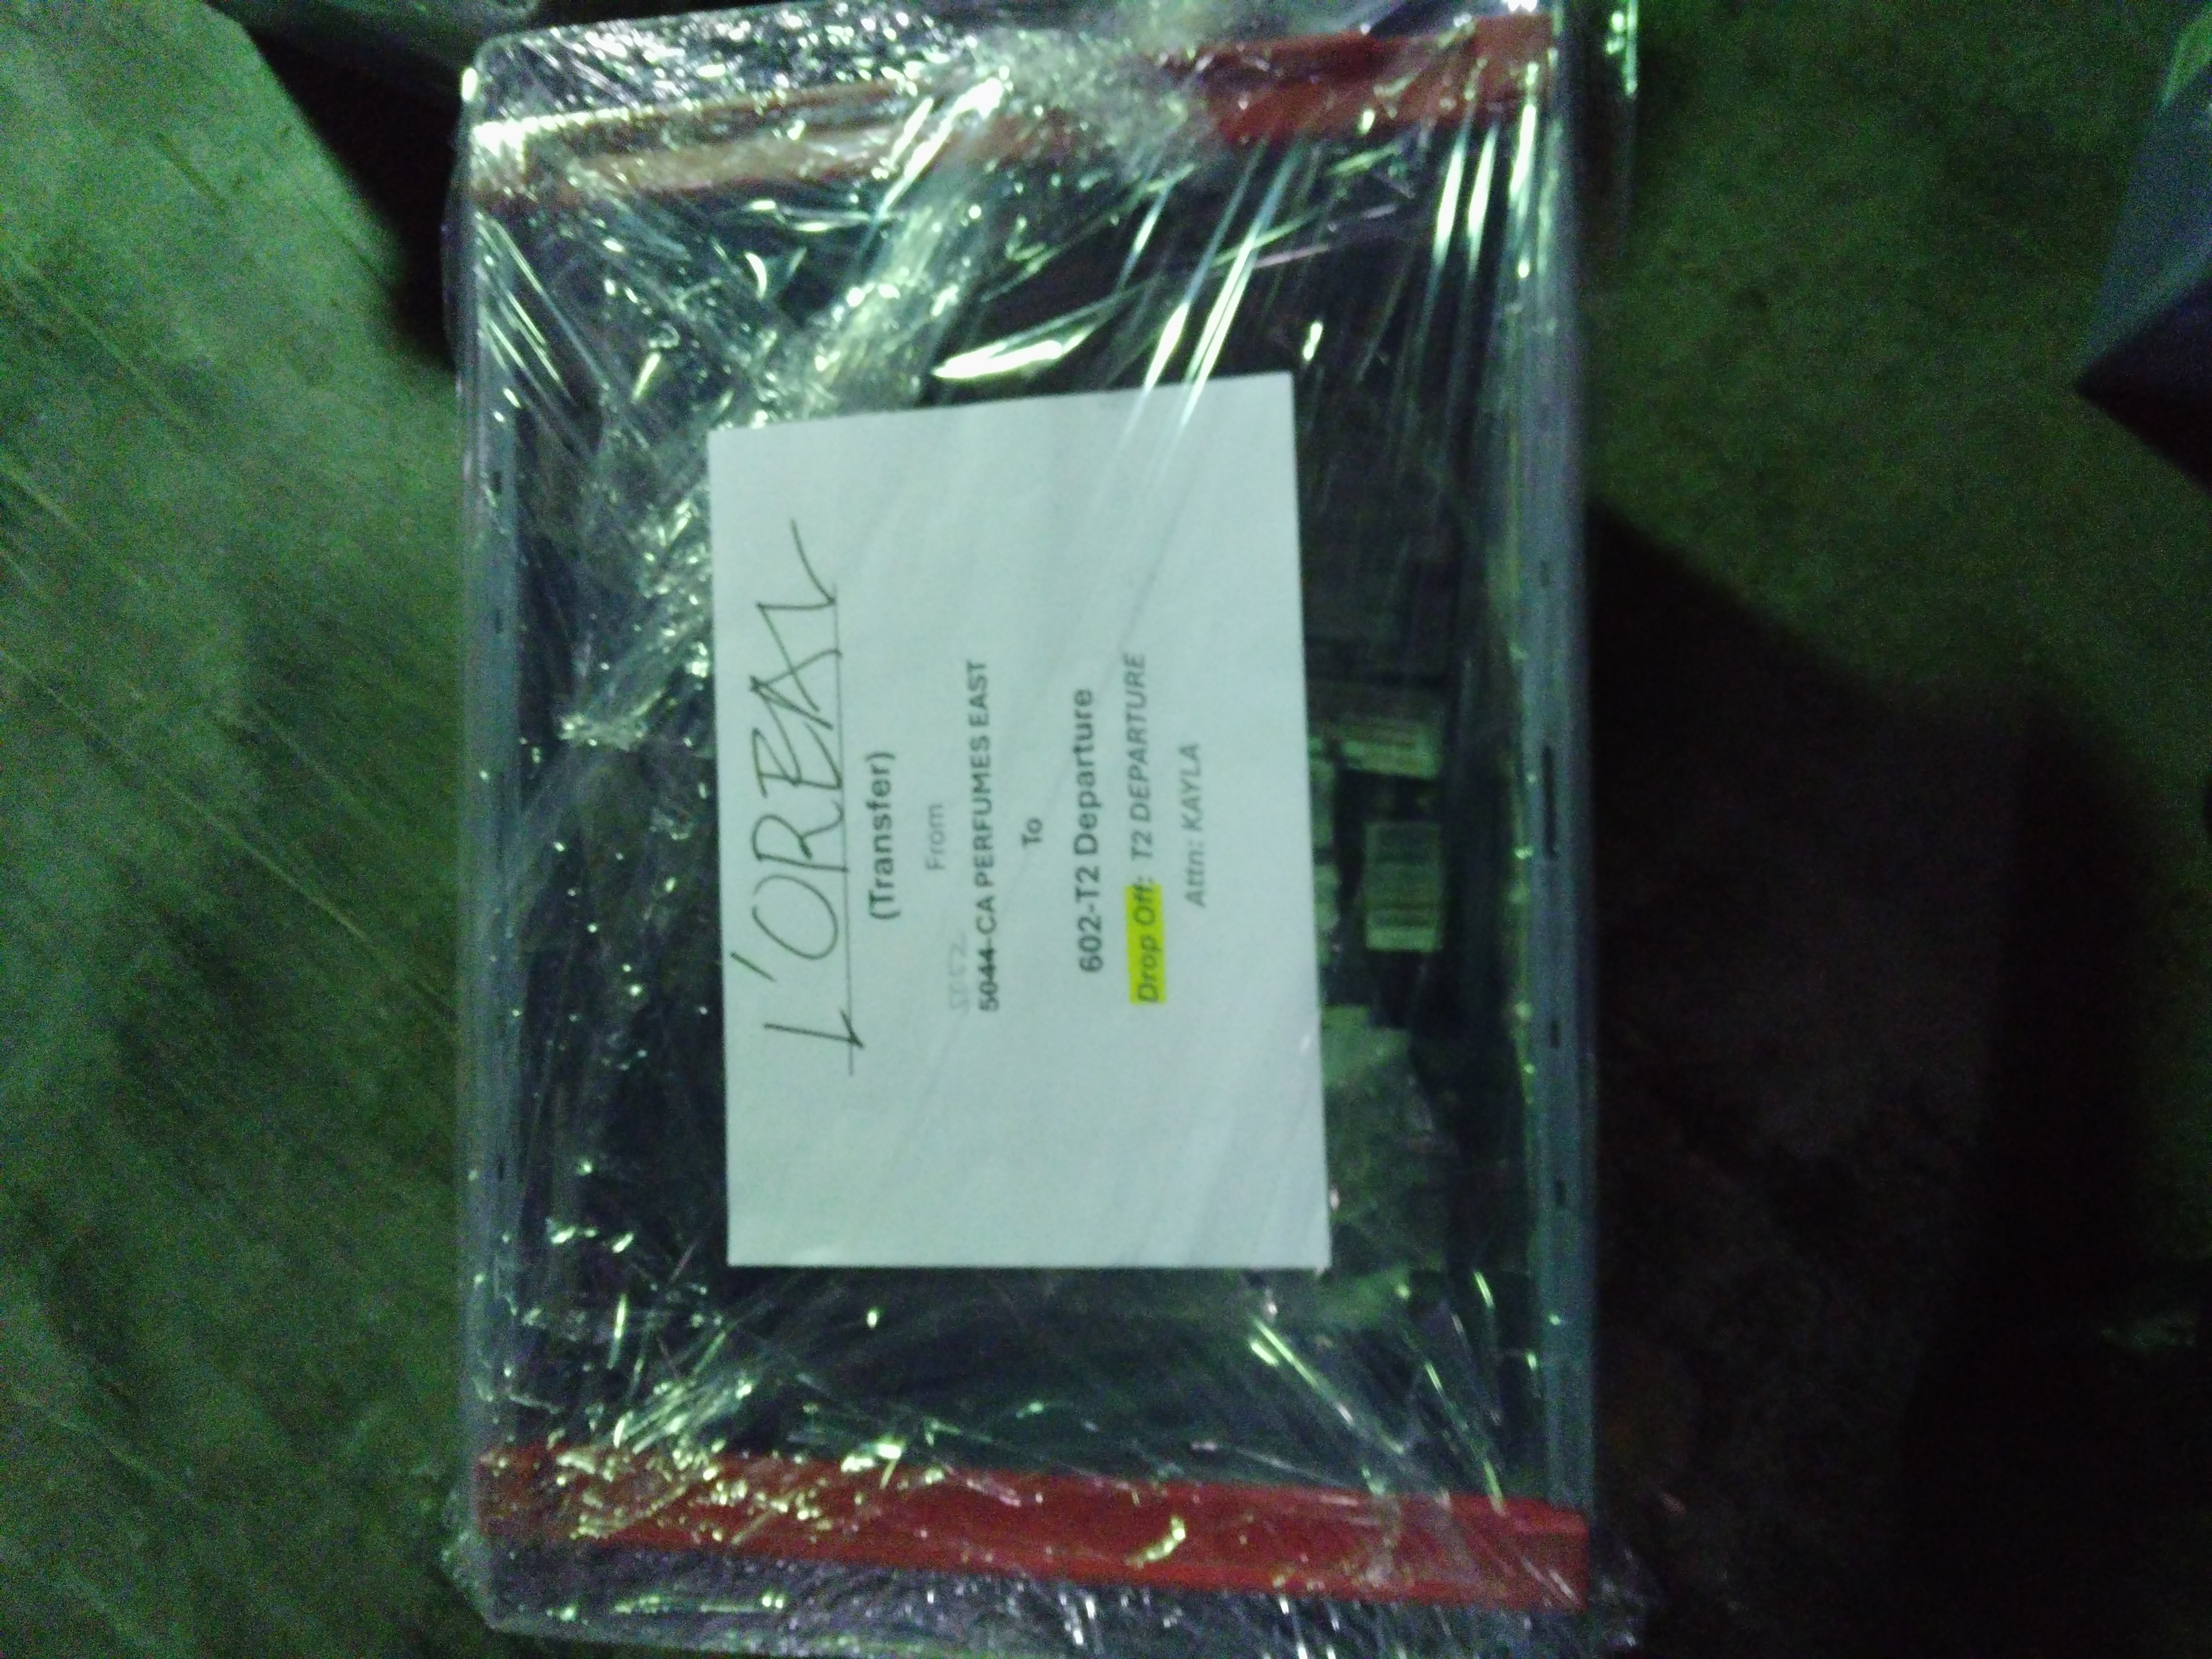 L'OREAL
(Transfer)
From
5044-CA PERFUMES EAST
To
602-T2 Departure
Drop Off: T2 DEPARTURE
Attn: KAYLA